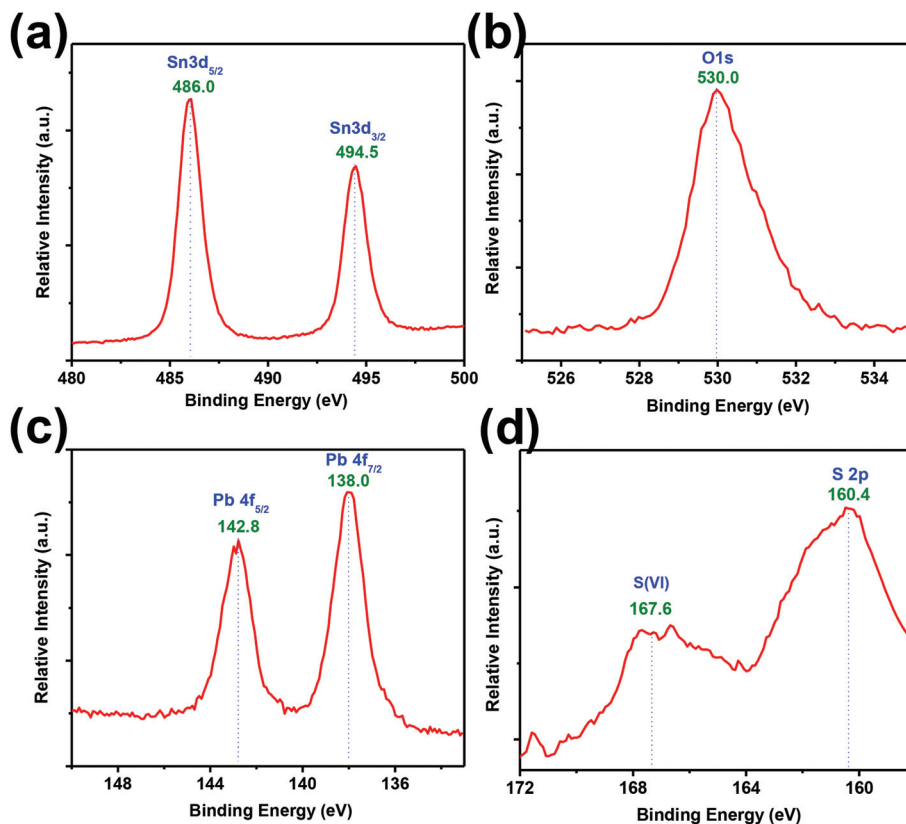 (a)
Sn3d5/2
486.0
Sn3d3/2
494.5
Relative Intensity (a.u.)
480 485 490 495 500
Binding Energy (eV)
(b)
O1s
530.0
Relative Intensity (a.u.)
526 528 530 532 534
Binding Energy (eV)
(c)
Pb 4f7/2
138.0
Pb 4f5/2
142.8
Relative Intensity (a.u.)
148 144 140 136
Binding Energy (eV)
(d)
S 2p
160.4
S(VI)
167.6
Relative Intensity (a.u.)
172 168 164 160
Binding Energy (eV)